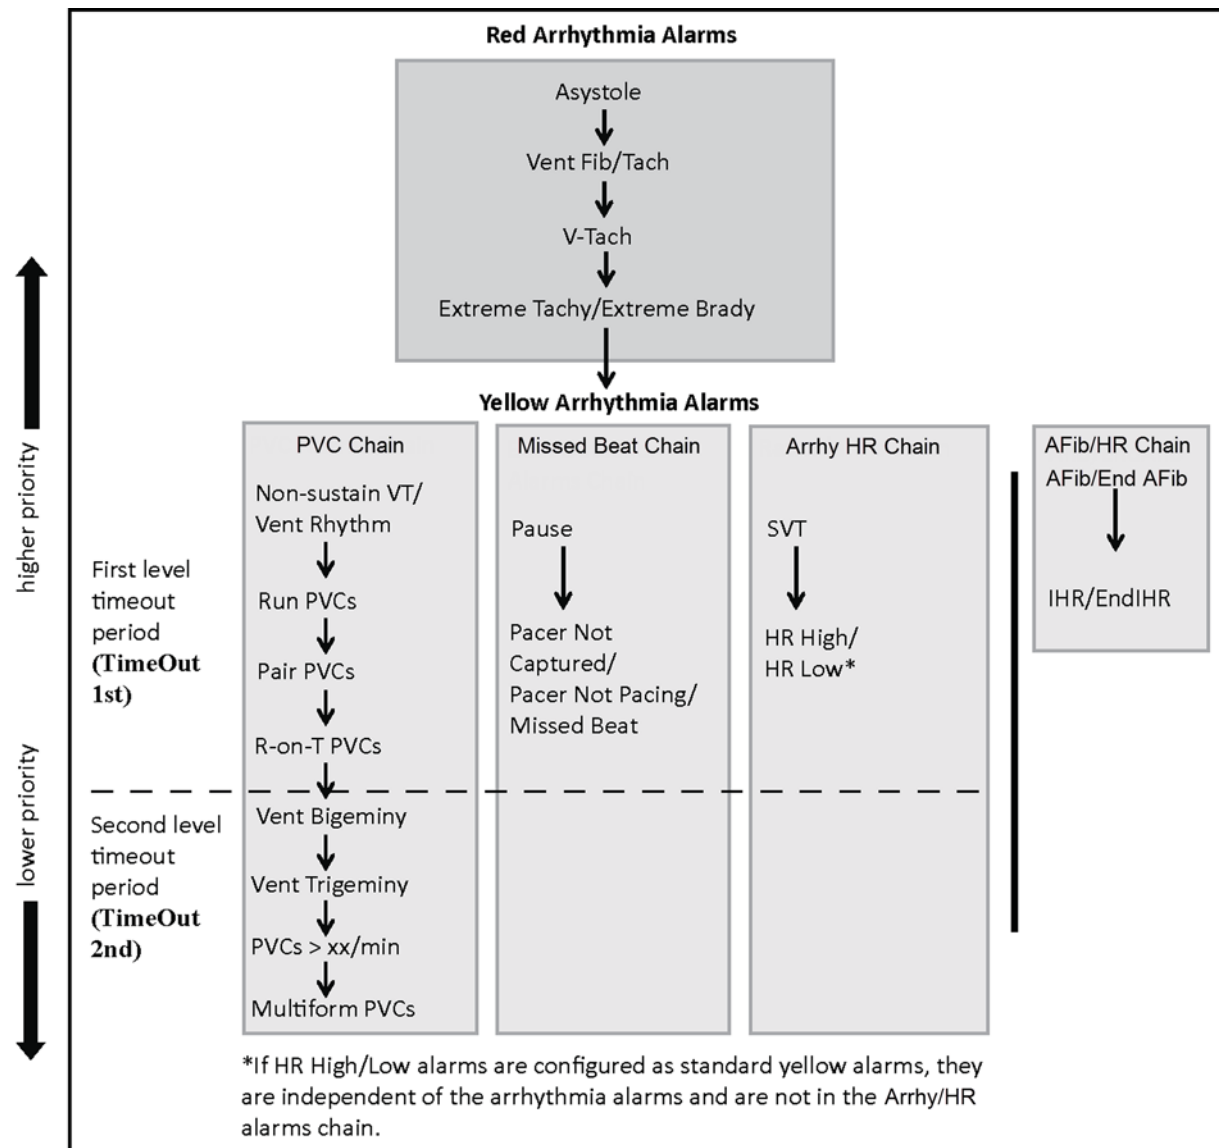 Red Arrhythmia Alarms
Asystole
Vent Fib/Tach
V-Tach
Extreme Tachy/Extreme Brady
Yellow Arrhythmia Alarms
higher priority
lower priority
First level
timeout
period
(TimeOut
1st)
Second level
timeout
period
(TimeOut
2nd)
PVC Chain
Non-sustain VT/
Vent Rhythm
Run PVCs
Pair PVCs
R-on-T PVCs
Vent Bigeminy
Vent Trigeminy
PVCs > xx/min
Multiform PVCs
Missed Beat Chain
Pause
Pacer Not
Captured/
Pacer Not Pacing/
Missed Beat
Arrhy HR Chain
SVT
HR High/
HR Low*
AFib/HR Chain
AFib/End AFib
IHR/EndIHR
*If HR High/Low alarms are configured as standard yellow alarms, they
are independent of the arrhythmia alarms and are not in the Arrhy/HR
alarms chain.